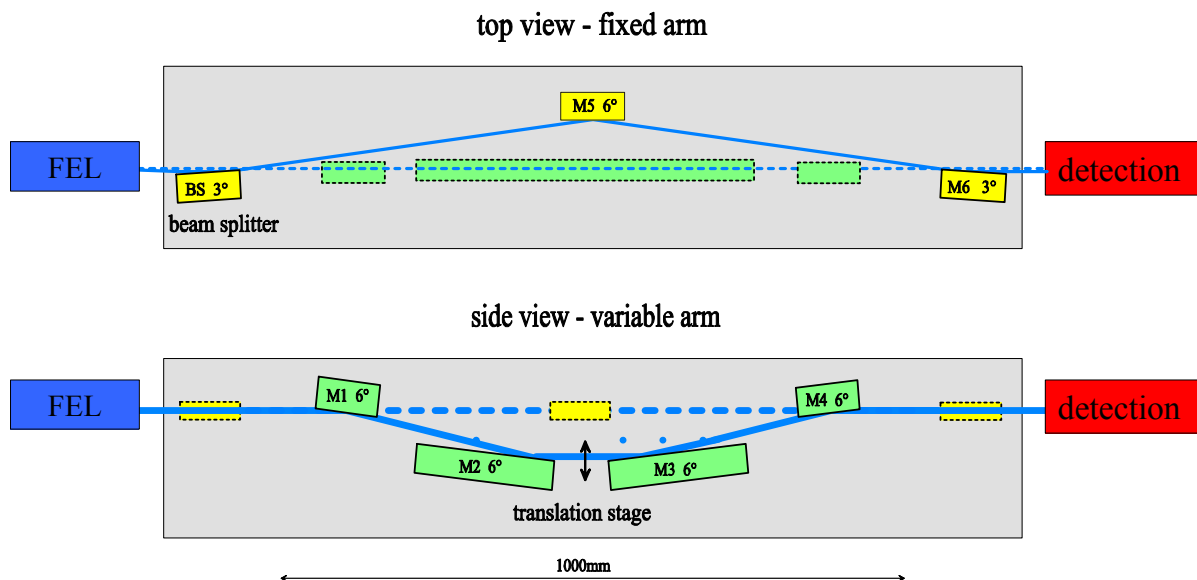 top view - fixed arm
M5 6°
FEL
BS 3°
M6 3°
detection
beam splitter
side view - variable arm
FEL
M1 6°
M4 6°
detection
M2 6°
M3 6°
translation stage
1000mm